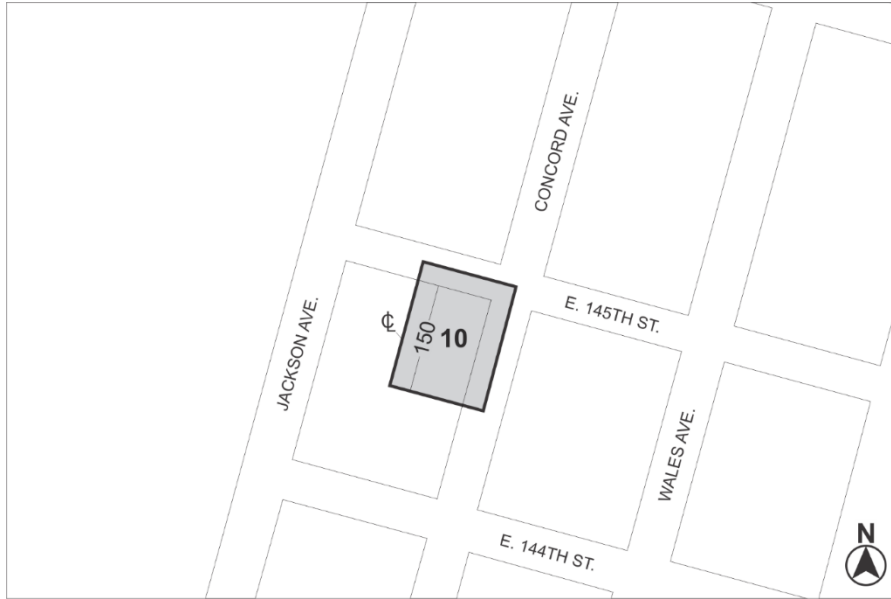 CONCORD AVE.
JACKSON AVE.
℄
150
10
E. 145TH ST.
WALES AVE.
E. 144TH ST.
N